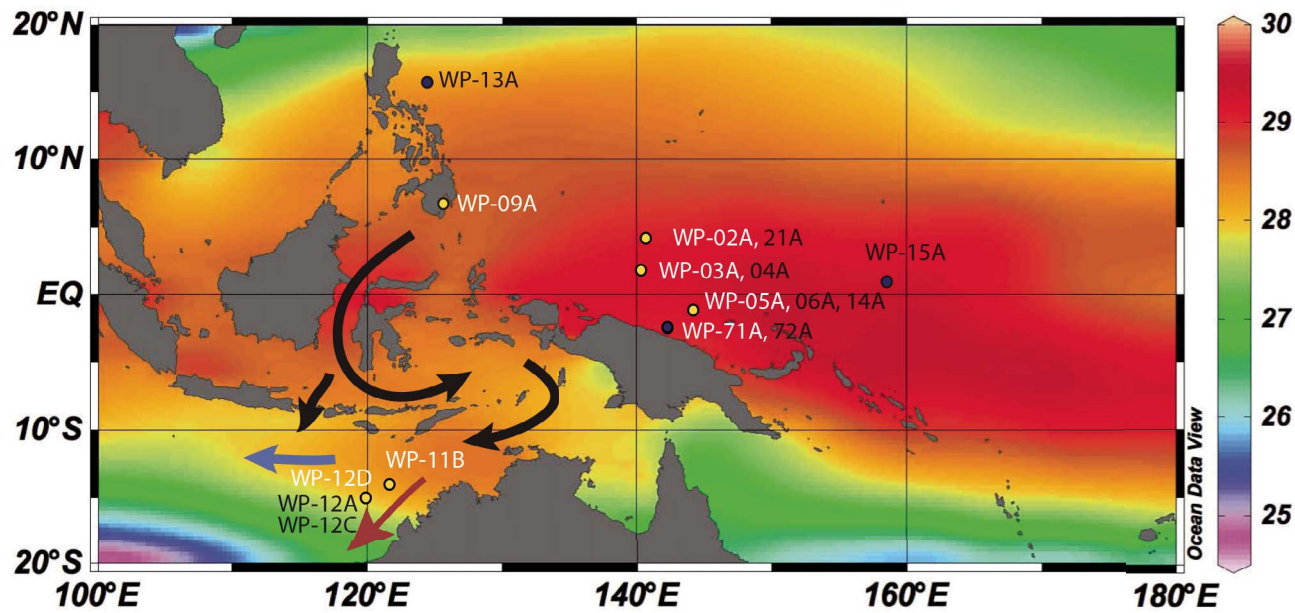 20°N
10°N
EQ
10°S
20°S
100°E
120°E
140°E
160°E
180°E
WP-13A
WP-09A
WP-02A, 21A
WP-03A, 04A
WP-15A
WP-05A, 06A, 14A
WP-71A, 72A
WP-11B
WP-12D
WP-12A
WP-12C
Ocean Data View
30
29
28
27
26
25